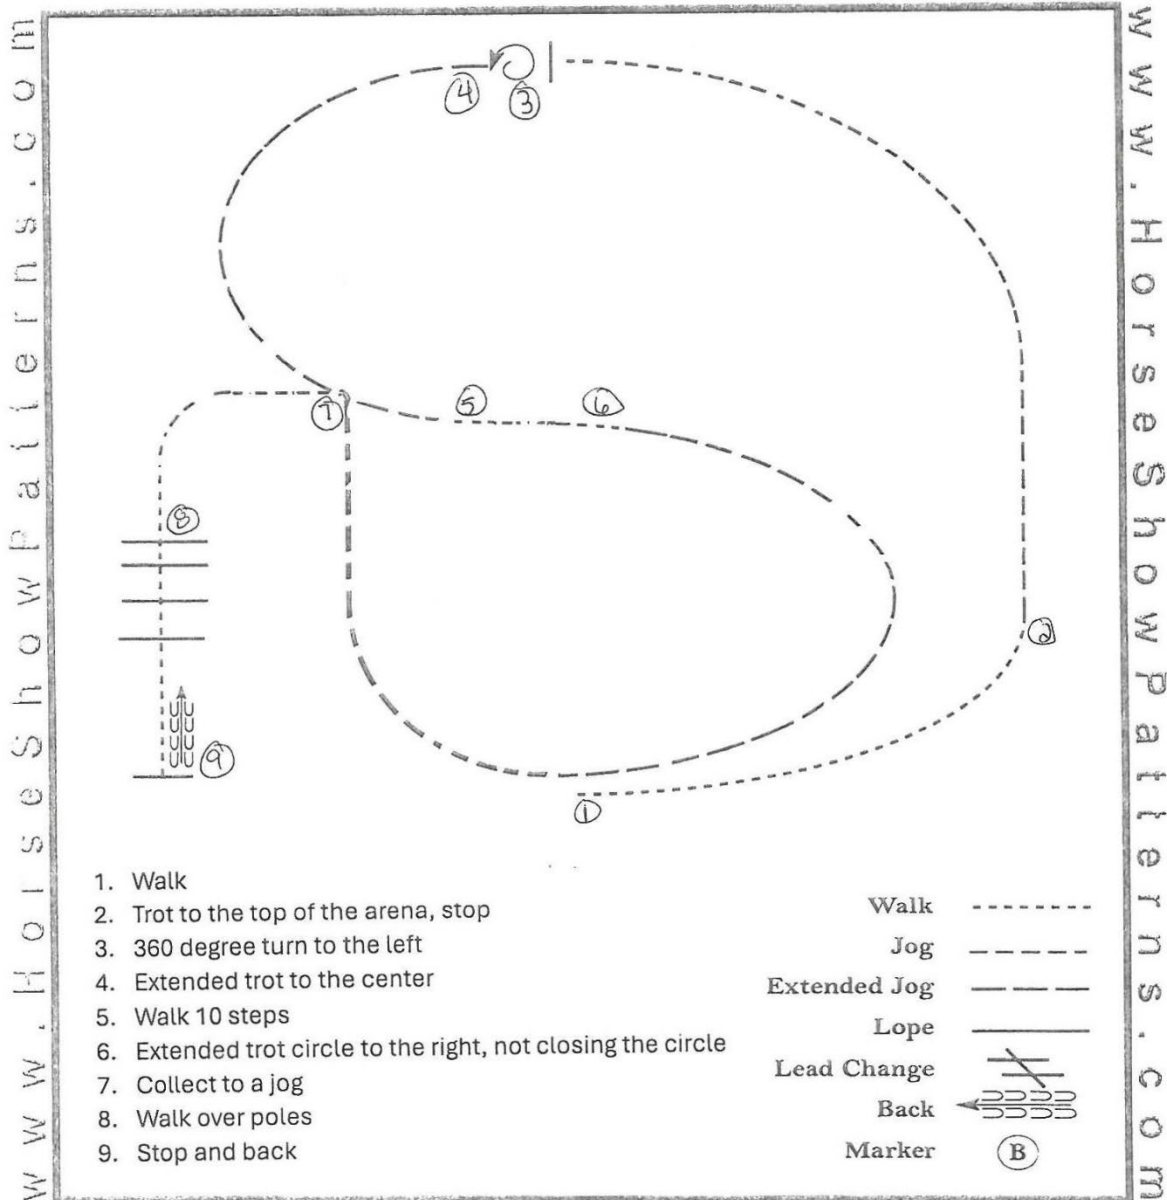 www.HorseShowPatterns.com
www.HorseShowPatterns.com
4
3
5
6
7
8
2
9
1
1. Walk
2. Trot to the top of the arena, stop
3. 360 degree turn to the left
4. Extended trot to the center
5. Walk 10 steps
6. Extended trot circle to the right, not closing the circle
7. Collect to a jog
8. Walk over poles
9. Stop and back
Walk
Jog
Extended Jog
Lope
Lead Change
Back
Marker B